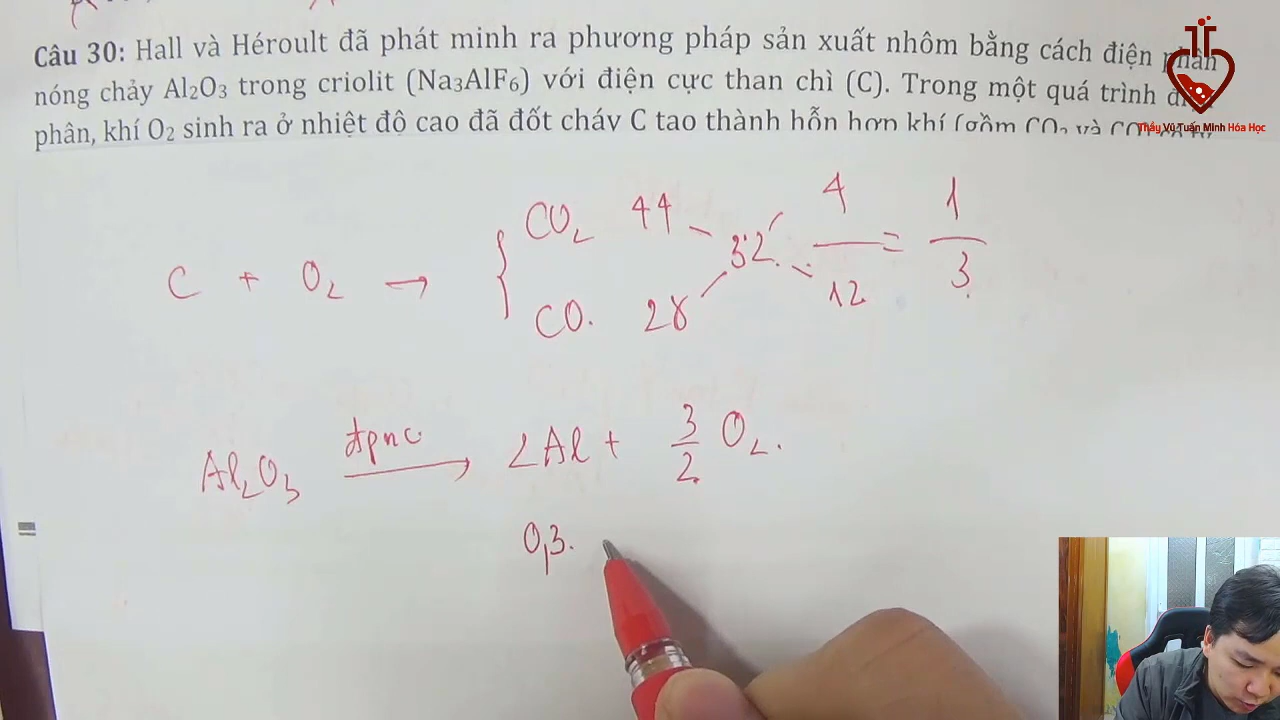 Câu 30: Hall và Héroult đã phát minh ra phương pháp sản xuất nhôm bằng cách điện phân
nóng chảy Al₂O₃ trong criolit (Na₃AlF₆) với điện cực than chì (C). Trong một quá trình
phân, khí O₂ sinh ra ở nhiệt độ cao đã đốt cháy C tạo thành hỗn hợp khí (gồm CO₂ và
Thầy Vũ Tuấn Minh Hóa Học
CO₂ 44 32 4/12 = 1/3
C + O₂ →
CO. 28
Al₂O₃ đpnc → 2Al + 3/2 O₂.
0,3.